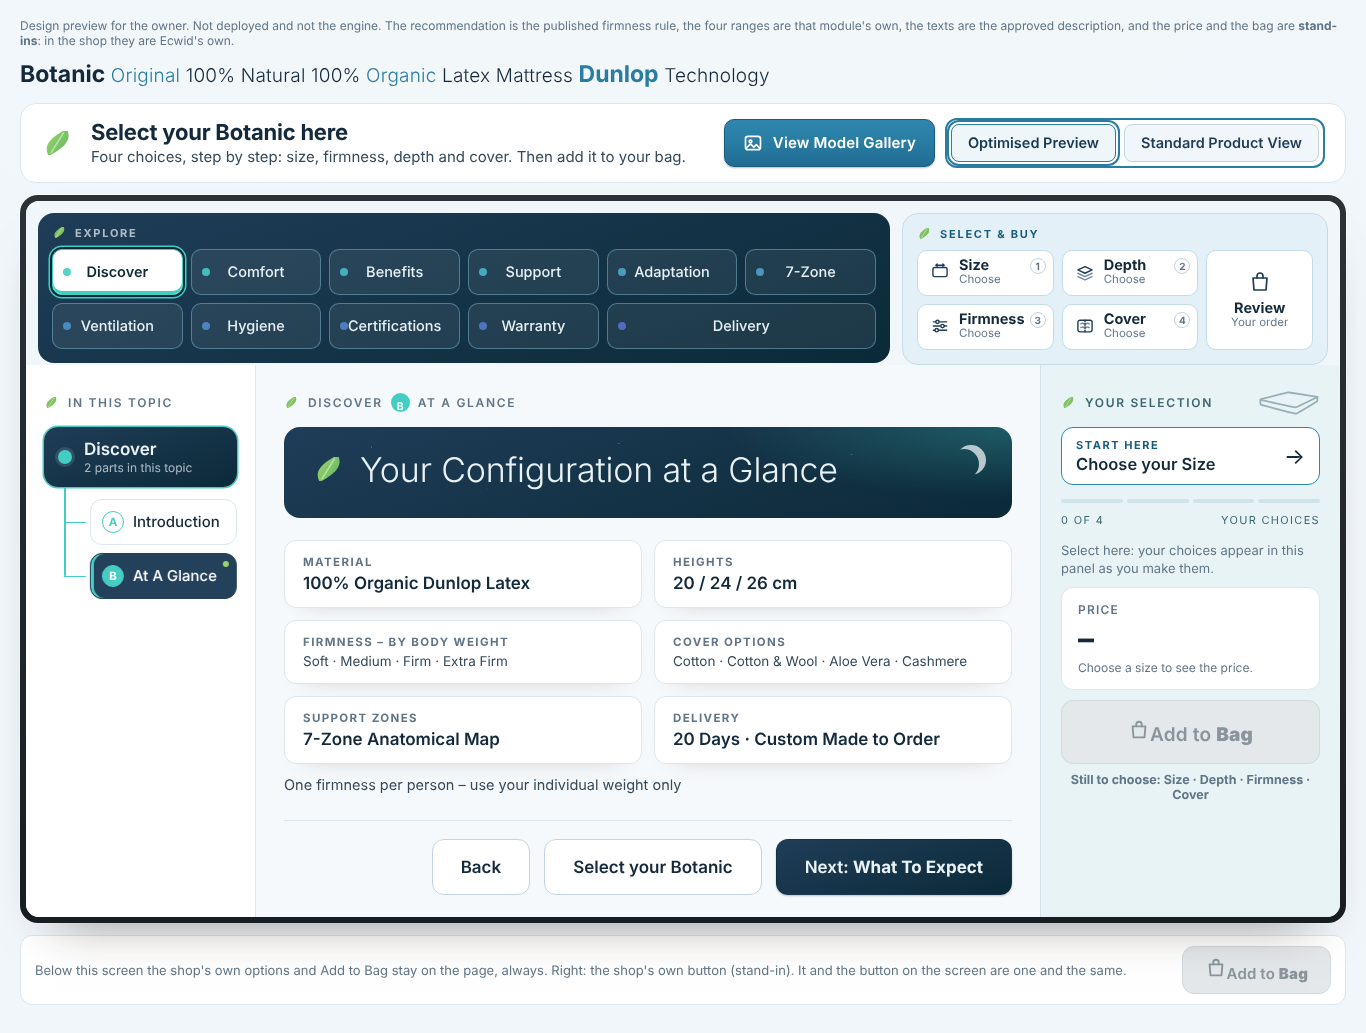 Design preview for the owner. Not deployed and not the engine. The recommendation is the published firmness rule, the four ranges are that module's own, the texts are the approved description, and the price and the bag are stand-
ins: in the shop they are Ecwid's own.
Botanic Original 100% Natural 100% Organic Latex Mattress Dunlop Technology
Select your Botanic here
Four choices, step by step: size, firmness, depth and cover. Then add it to your bag.
View Model Gallery
Optimised Preview
Standard Product View
EXPLORE
Discover
Comfort
Benefits
Support
Adaptation
7-Zone
Ventilation
Hygiene
Certifications
Warranty
Delivery
SELECT & BUY
Size
Choose
1
Depth
Choose
2
Firmness
Choose
3
Cover
Choose
4
Review
Your order
IN THIS TOPIC
Discover
2 parts in this topic
A Introduction
B At A Glance
DISCOVER B AT A GLANCE
Your Configuration at a Glance
MATERIAL
100% Organic Dunlop Latex
HEIGHTS
20 / 24 / 26 cm
FIRMNESS – BY BODY WEIGHT
Soft · Medium · Firm · Extra Firm
COVER OPTIONS
Cotton · Cotton & Wool · Aloe Vera · Cashmere
SUPPORT ZONES
7-Zone Anatomical Map
DELIVERY
20 Days · Custom Made to Order
One firmness per person – use your individual weight only
Back
Select your Botanic
Next: What To Expect
YOUR SELECTION
START HERE
Choose your Size
0 OF 4
YOUR CHOICES
Select here: your choices appear in this
panel as you make them.
PRICE
–
Choose a size to see the price.
Add to Bag
Still to choose: Size · Depth · Firmness ·
Cover
Below this screen the shop's own options and Add to Bag stay on the page, always. Right: the shop's own button (stand-in). It and the button on the screen are one and the same.
Add to Bag